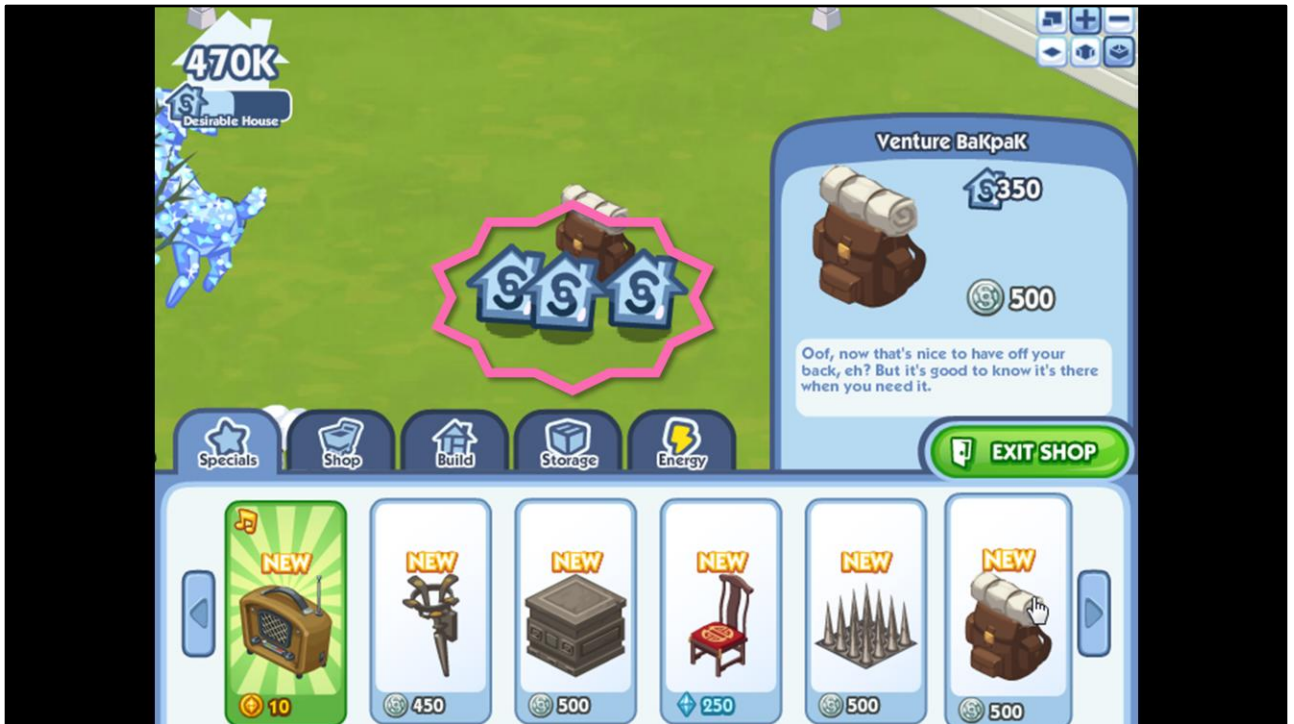 470K
Desirable House
Venture BaKpaK
350
500
Oof, now that's nice to have off your
back, eh? But it's good to know it's there
when you need it.
Specials
Shop
Build
Storage
Energy
EXIT SHOP
NEW
NEW
NEW
NEW
NEW
NEW
10
450
500
250
500
500